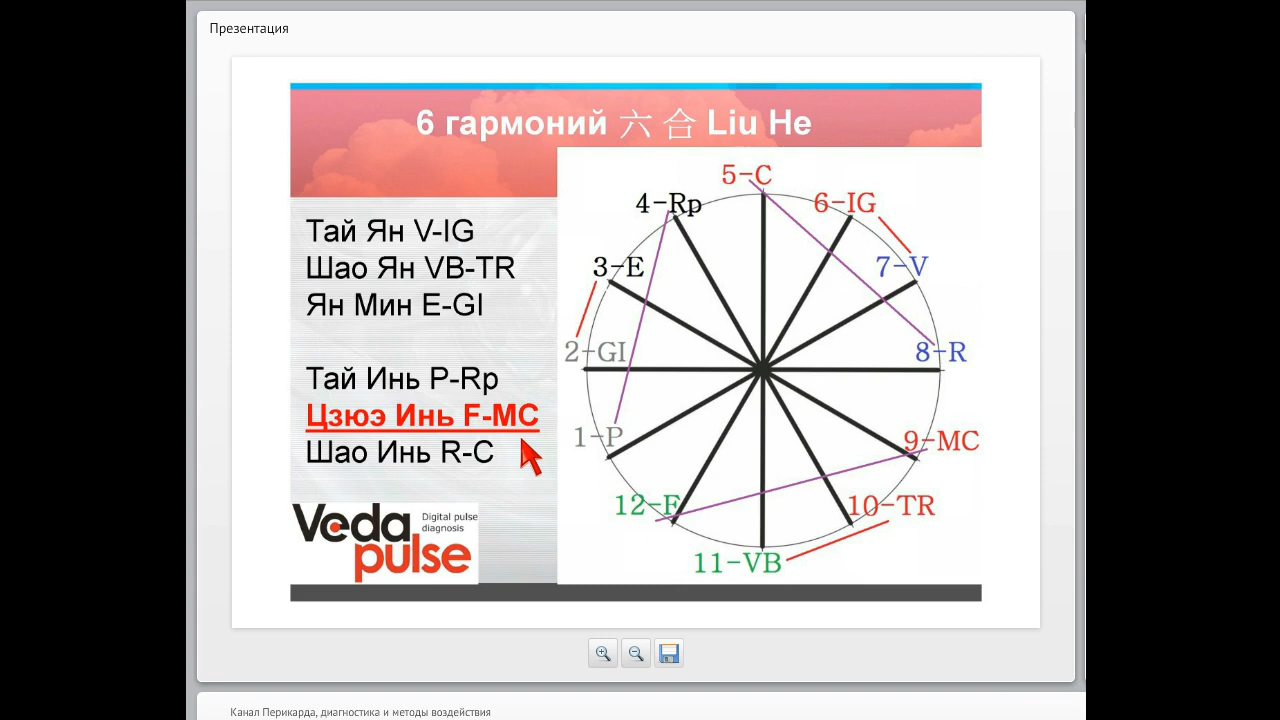 Презентация
6 гармоний 六 合 Liu He
Тай Ян V-IG
Шао Ян VB-TR
Ян Мин E-GI
Тай Инь P-Rp
Цзюэ Инь F-MC
Шао Инь R-C
Veda
pulse
Digital pulse
diagnosis
5-C
4-Rp
6-IG
3-E
7-V
2-GI
8-R
1-P
9-MC
12-F
10-TR
11-VB
Канал Перикарда, диагностика и методы воздействия